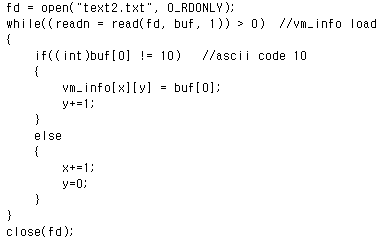 fd = open("text2.txt", O_RDONLY);
while((readn = read(fd, buf, 1)) > 0)  //vm_info load
{
    if((int)buf[0] != 10)   //ascii code 10
    {
        vm_info[x][y] = buf[0];
        y+=1;
    }
    else
    {
        x+=1;
        y=0;
    }
}
close(fd);